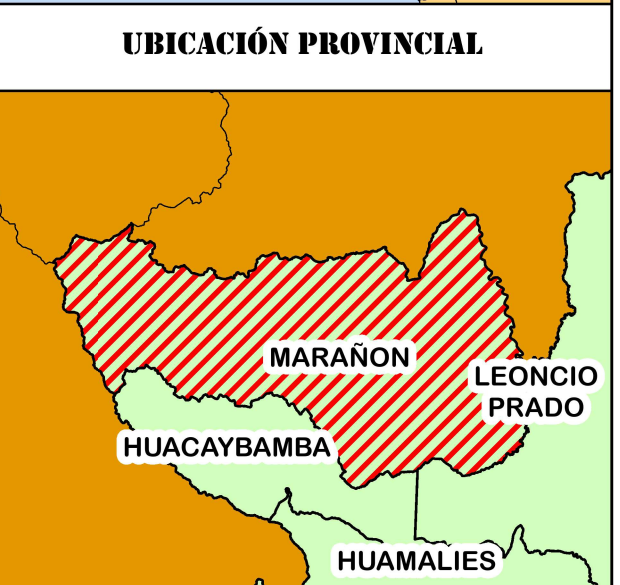 UBICACIÓN PROVINCIAL
MARAÑON
LEONCIO
PRADO
HUACAYBAMBA
HUAMALIES